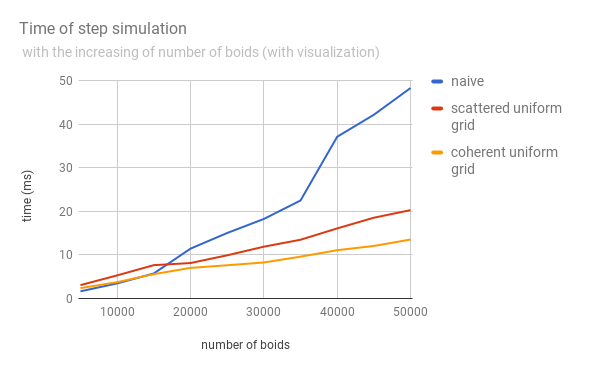 Time of step simulation
with the increasing of number of boids (with visualization)
naive
scattered uniform
grid
coherent uniform
grid
time (ms)
50
40
30
20
10
0
10000
20000
30000
40000
50000
number of boids